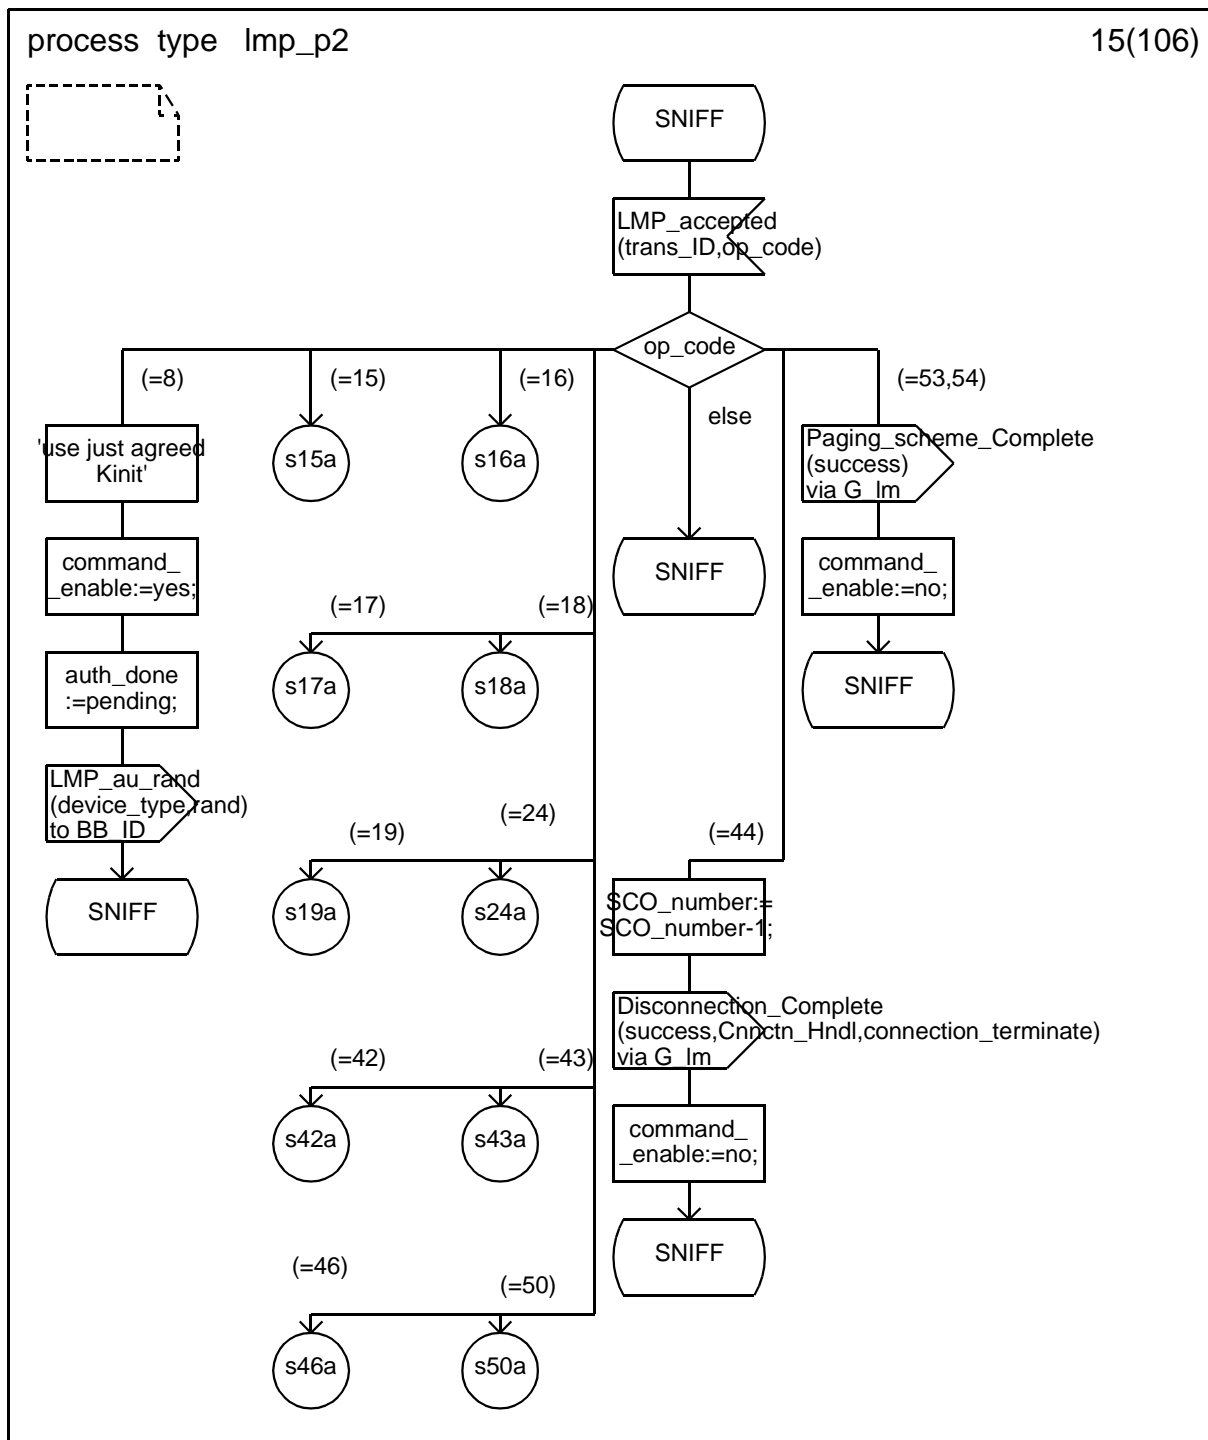 process type lmp_p2
15(106)
SNIFF
LMP_accepted
(trans_ID,op_code)
op_code
(=8)
(=15)
(=16)
else
(=53,54)
'use just agreed
Kinit'
s15a
s16a
Paging_scheme_Complete
(success)
via G_lm
command_
_enable:=yes;
SNIFF
command_
_enable:=no;
(=17)
(=18)
auth_done
:=pending;
s17a
s18a
SNIFF
LMP_au_rand
(device_type,rand)
to BB_ID
(=19)
(=24)
(=44)
SNIFF
s19a
s24a
SCO_number:=
SCO_number-1;
Disconnection_Complete
(success,Cnnctn_Hndl,connection_terminate)
via G_lm
(=42)
(=43)
s42a
s43a
command_
_enable:=no;
SNIFF
(=46)
(=50)
s46a
s50a